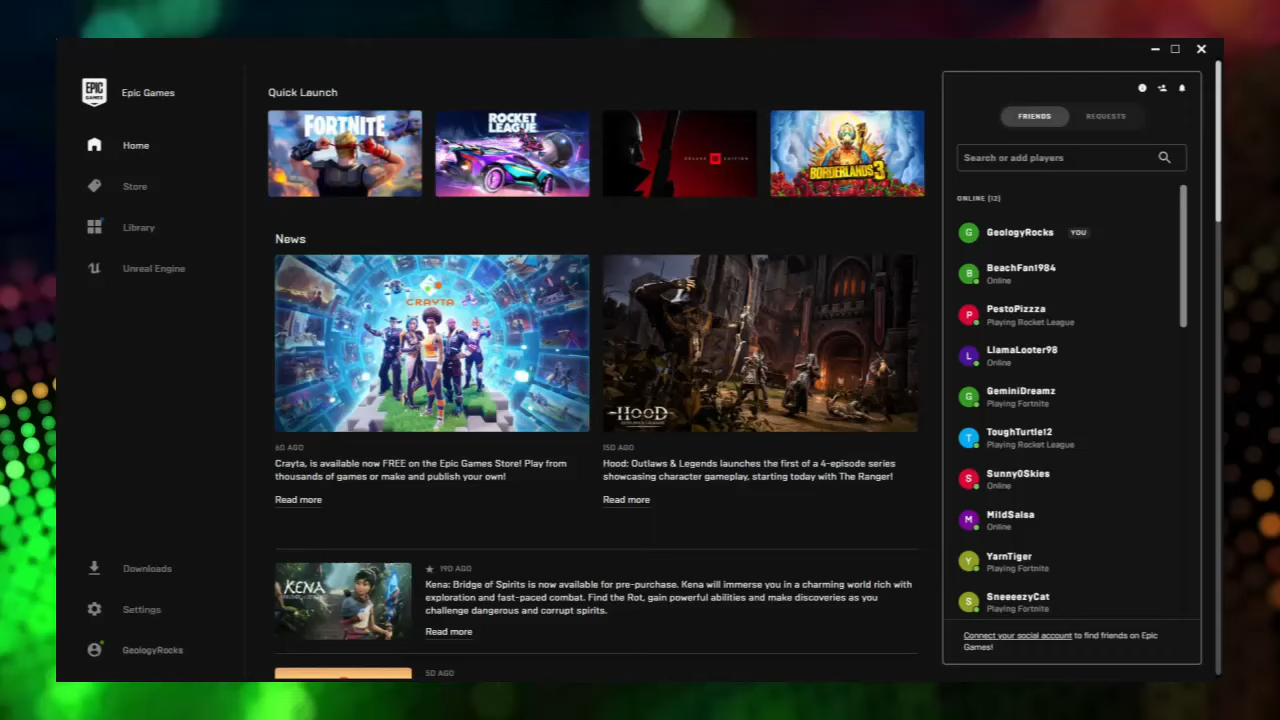 EPIC
GAMES
Epic Games
Home
Store
Library
Unreal Engine
Downloads
Settings
GeologyRocks
Quick Launch
FORTNITE
ROCKET
LEAGUE
DELUXE EDITION
BORDERLANDS 3
News
CRAYTA
6D AGO
Crayta, is available now FREE on the Epic Games Store! Play from
thousands of games or make and publish your own!
Read more
HOOD
15D AGO
Hood: Outlaws & Legends launches the first of a 4-episode series
showcasing character gameplay, starting today with The Ranger!
Read more
KENA
19D AGO
Kena: Bridge of Spirits is now available for pre-purchase. Kena will immerse you in a charming world rich with
exploration and fast-paced combat. Find the Rot, gain powerful abilities and make discoveries as you
challenge dangerous and corrupt spirits.
Read more
5D AGO
FRIENDS
REQUESTS
Search or add players
ONLINE (12)
G
GeologyRocks YOU
B
BeachFan1984
Online
P
PestoPizzza
Playing Rocket League
L
LlamaLooter98
Online
G
GeminiDreamz
Playing Fortnite
T
ToughTurtle12
Playing Rocket League
S
Sunny0Skies
Online
M
MildSalsa
Online
Y
YarnTiger
Playing Fortnite
S
SneeeezyCat
Playing Fortnite
Connect your social account to find friends on Epic
Games!